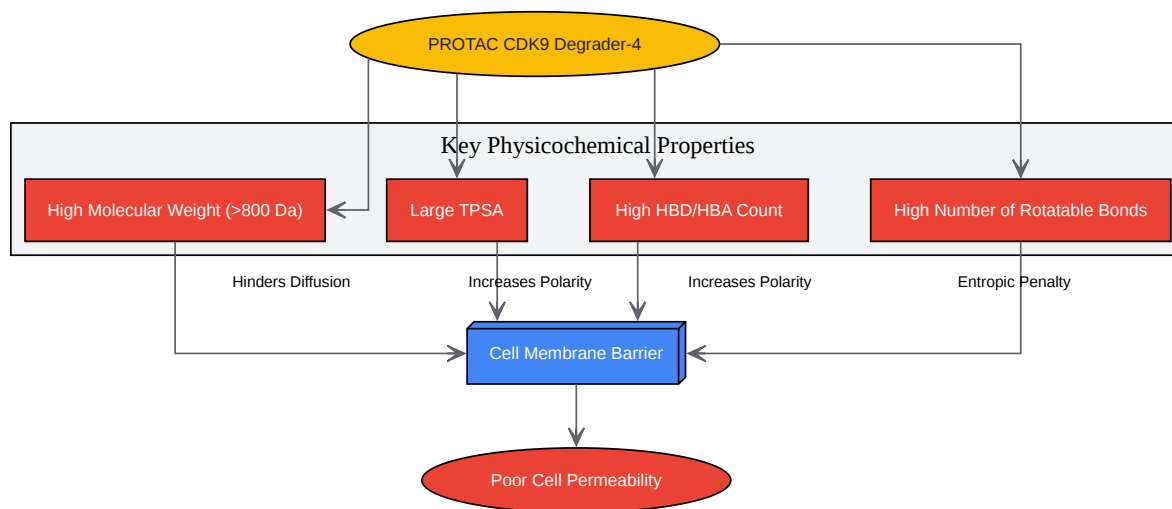 PROTAC CDK9 Degrader-4
Key Physicochemical Properties
High Molecular Weight (>800 Da)
Large TPSA
High HBD/HBA Count
High Number of Rotatable Bonds
Hinders Diffusion
Increases Polarity
Increases Polarity
Entropic Penalty
Cell Membrane Barrier
Poor Cell Permeability